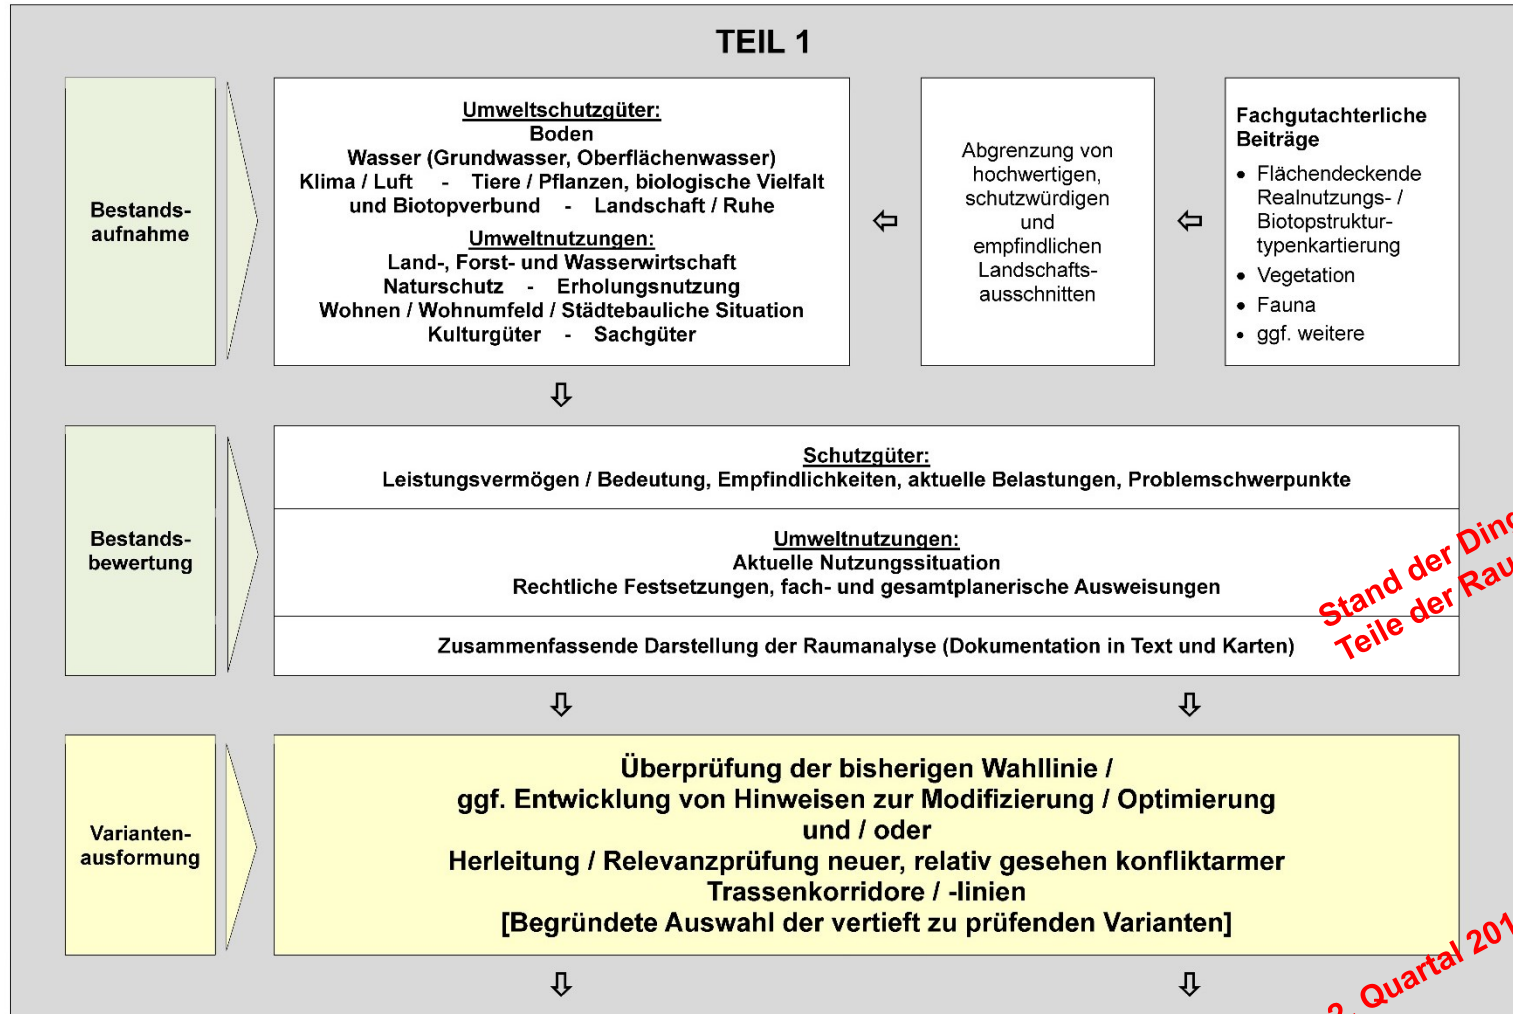 TEIL 1
Bestands-
aufnahme
Umweltschutzgüter:
Boden
Wasser (Grundwasser, Oberflächenwasser)
Klima / Luft - Tiere / Pflanzen, biologische Vielfalt
und Biotopverbund - Landschaft / Ruhe
Umweltnutzungen:
Land-, Forst- und Wasserwirtschaft
Naturschutz - Erholungsnutzung
Wohnen / Wohnumfeld / Städtebauliche Situation
Kulturgüter - Sachgüter
Abgrenzung von
hochwertigen,
schutzwürdigen
und
empfindlichen
Landschafts-
ausschnitten
Fachgutachterliche
Beiträge
• Flächendeckende
Realnutzungs- /
Biotopstruktur-
typenkartierung
• Vegetation
• Fauna
• ggf. weitere
Bestands-
bewertung
Schutzgüter:
Leistungsvermögen / Bedeutung, Empfindlichkeiten, aktuelle Belastungen, Problemschwerpunkte
Umweltnutzungen:
Aktuelle Nutzungssituation
Rechtliche Festsetzungen, fach- und gesamtplanerische Ausweisungen
Zusammenfassende Darstellung der Raumanalyse (Dokumentation in Text und Karten)
Stand der
Teile der
Varianten-
ausformung
Überprüfung der bisherigen Wahllinie /
ggf. Entwicklung von Hinweisen zur Modifizierung / Optimierung
und / oder
Herleitung / Relevanzprüfung neuer, relativ gesehen konfliktarmer
Trassenkorridore / -linien
[Begründete Auswahl der vertieft zu prüfenden Varianten]
2. Quartal